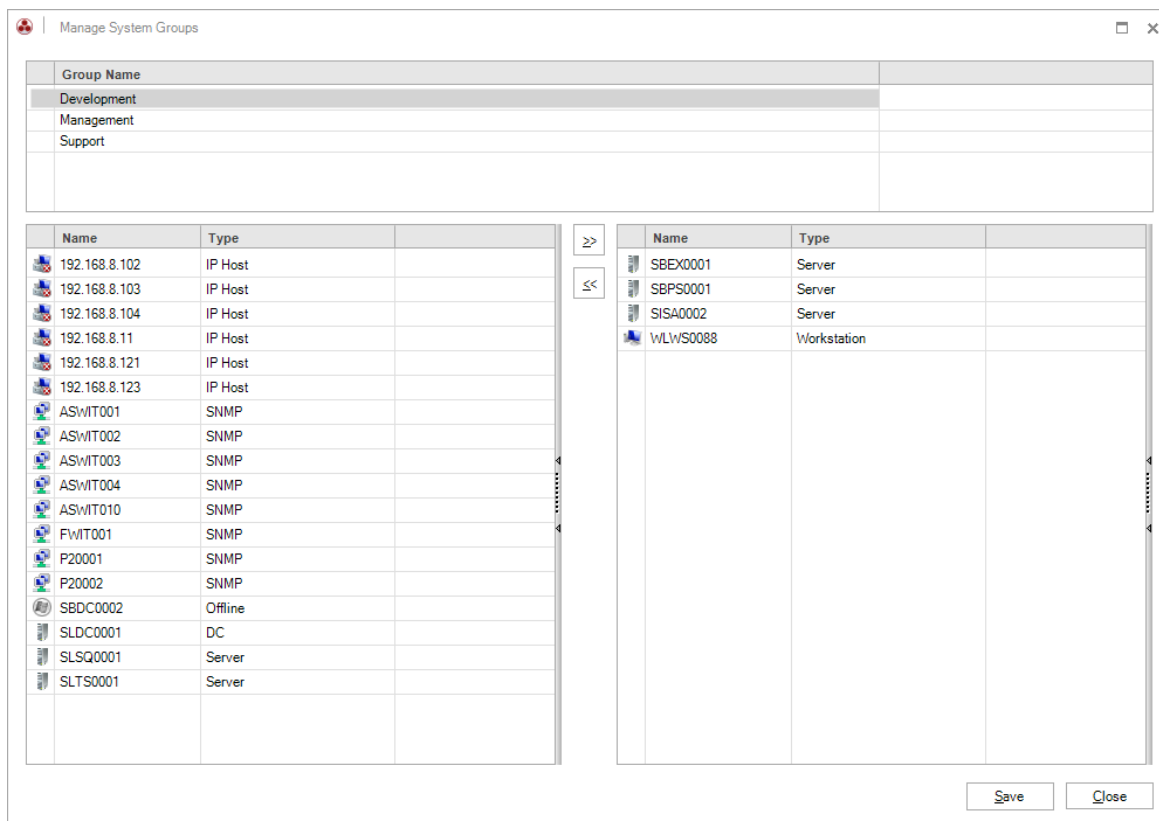 Manage System Groups
Group Name
Development
Management
Support
Name Type
192.168.8.102 IP Host
192.168.8.103 IP Host
192.168.8.104 IP Host
192.168.8.11 IP Host
192.168.8.121 IP Host
192.168.8.123 IP Host
ASWIT001 SNMP
ASWIT002 SNMP
ASWIT003 SNMP
ASWIT004 SNMP
ASWIT010 SNMP
FWIT001 SNMP
P20001 SNMP
P20002 SNMP
SBDC0002 Offline
SLDC0001 DC
SLSQ0001 Server
SLTS0001 Server
>>
<<
Name Type
SBEX0001 Server
SBPS0001 Server
SISA0002 Server
WLWS0088 Workstation
Save Close